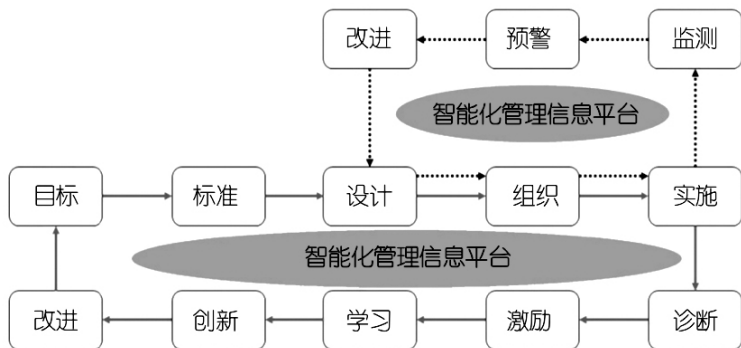 改进
预警
监测
智能化管理信息平台
目标
标准
设计
组织
实施
智能化管理信息平台
改进
创新
学习
激励
诊断